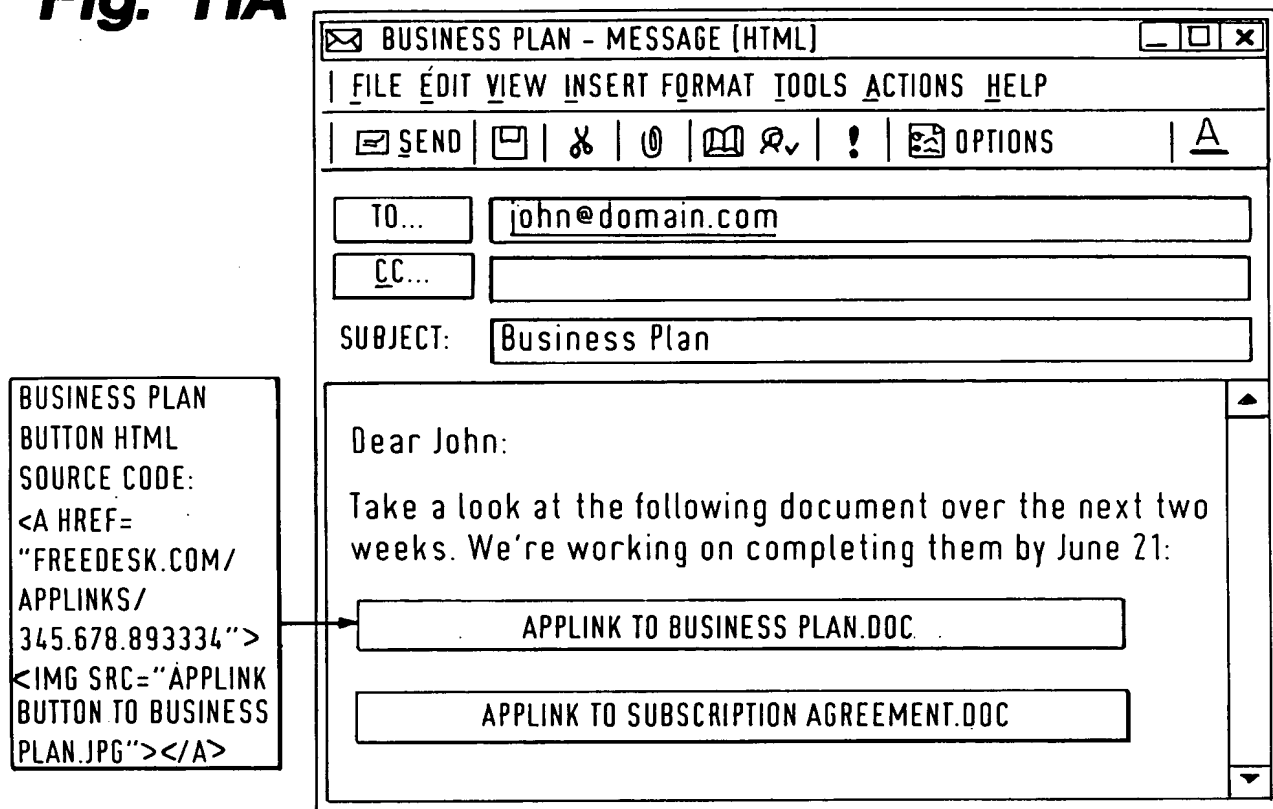 Fig. 11A
BUSINESS PLAN - MESSAGE (HTML)
FILE EDIT VIEW INSERT FORMAT TOOLS ACTIONS HELP
SEND ! OPTIONS A
TO... john@domain.com
CC...
SUBJECT: Business Plan
BUSINESS PLAN
BUTTON HTML
SOURCE CODE:
<A HREF=
"FREEDESK.COM/
APPLINKS/
345.678.893334">
<IMG SRC="APPLINK
BUTTON TO BUSINESS
PLAN.JPG"></A>
Dear John:
Take a look at the following document over the next two
weeks. We're working on completing them by June 21:
APPLINK TO BUSINESS PLAN.DOC
APPLINK TO SUBSCRIPTION AGREEMENT.DOC